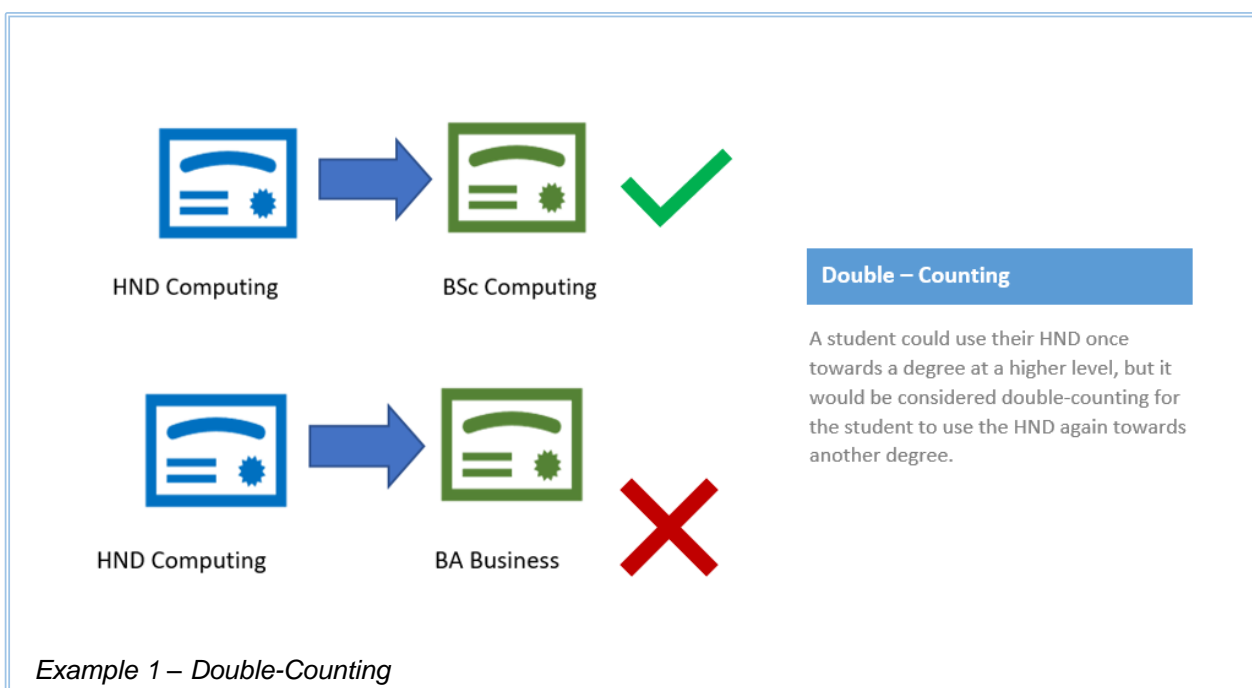 HND Computing
BSc Computing
Double – Counting
A student could use their HND once
towards a degree at a higher level, but it
would be considered double-counting for
the student to use the HND again towards
another degree.
HND Computing
BA Business
Example 1 – Double-Counting